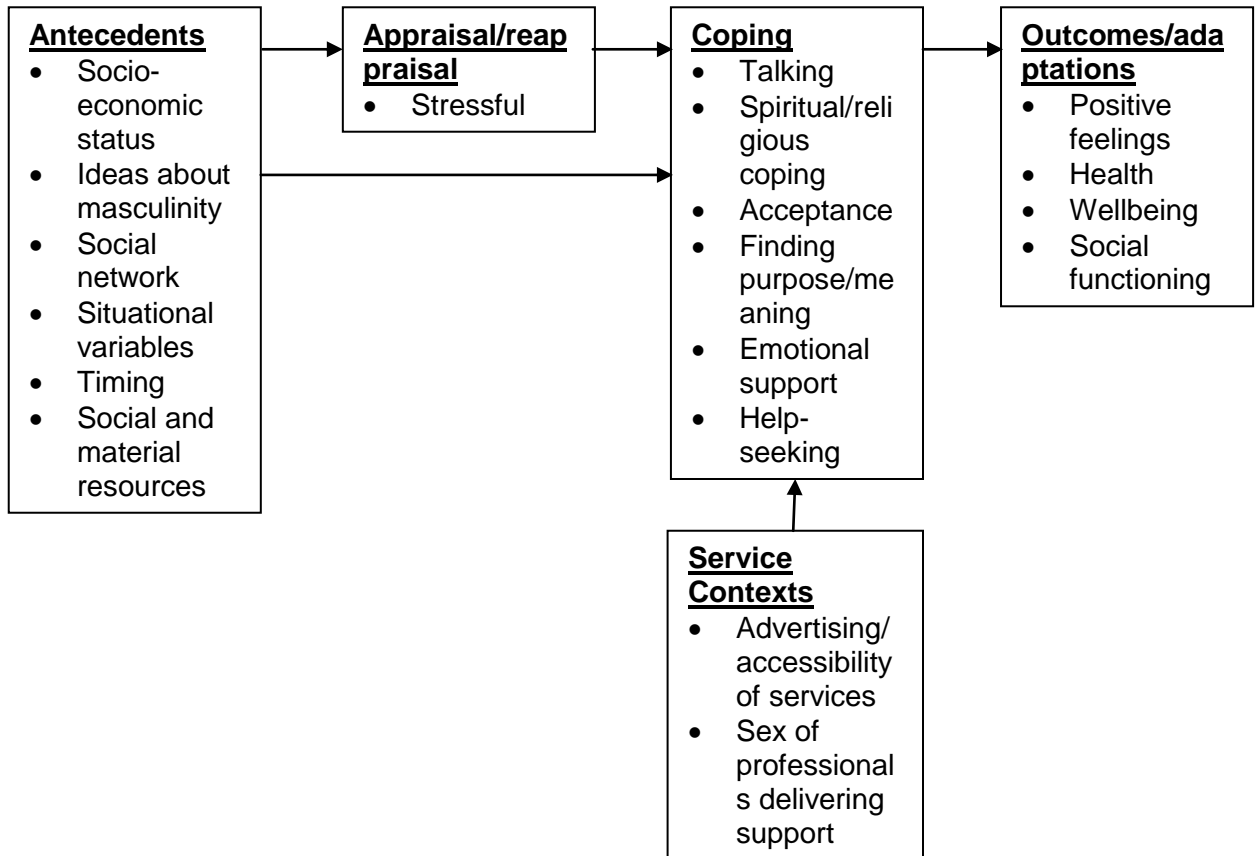 Antecedents
• Socio-
economic
status
• Ideas about
masculinity
• Social
network
• Situational
variables
• Timing
• Social and
material
resources
Appraisal/reap
praisal
• Stressful
Coping
• Talking
• Spiritual/reli
gious
coping
• Acceptance
• Finding
purpose/me
aning
• Emotional
support
• Help-
seeking
Outcomes/ada
ptations
• Positive
feelings
• Health
• Wellbeing
• Social
functioning
Service
Contexts
• Advertising/
accessibility
of services
• Sex of
professional
s delivering
support